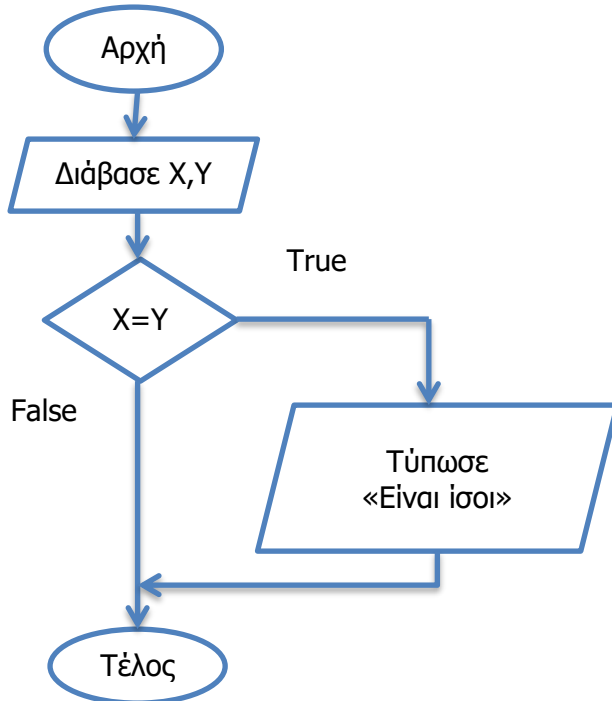 Αρχή
Διάβασε Χ,Υ
True
Χ=Υ
False
Τύπωσε
«Είναι ίσοι»
Τέλος